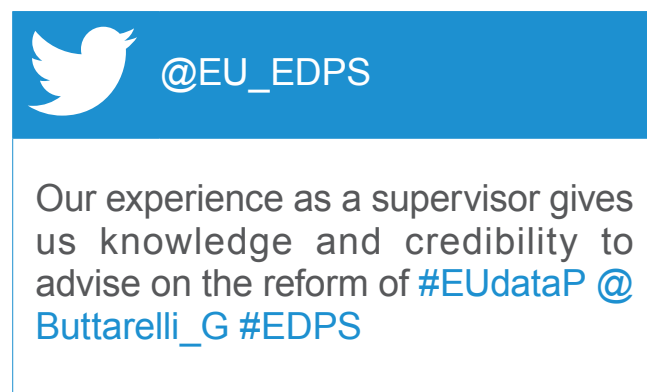 @EU_EDPS
Our experience as a supervisor gives
us knowledge and credibility to
advise on the reform of #EUdataP @
Buttarelli_G #EDPS